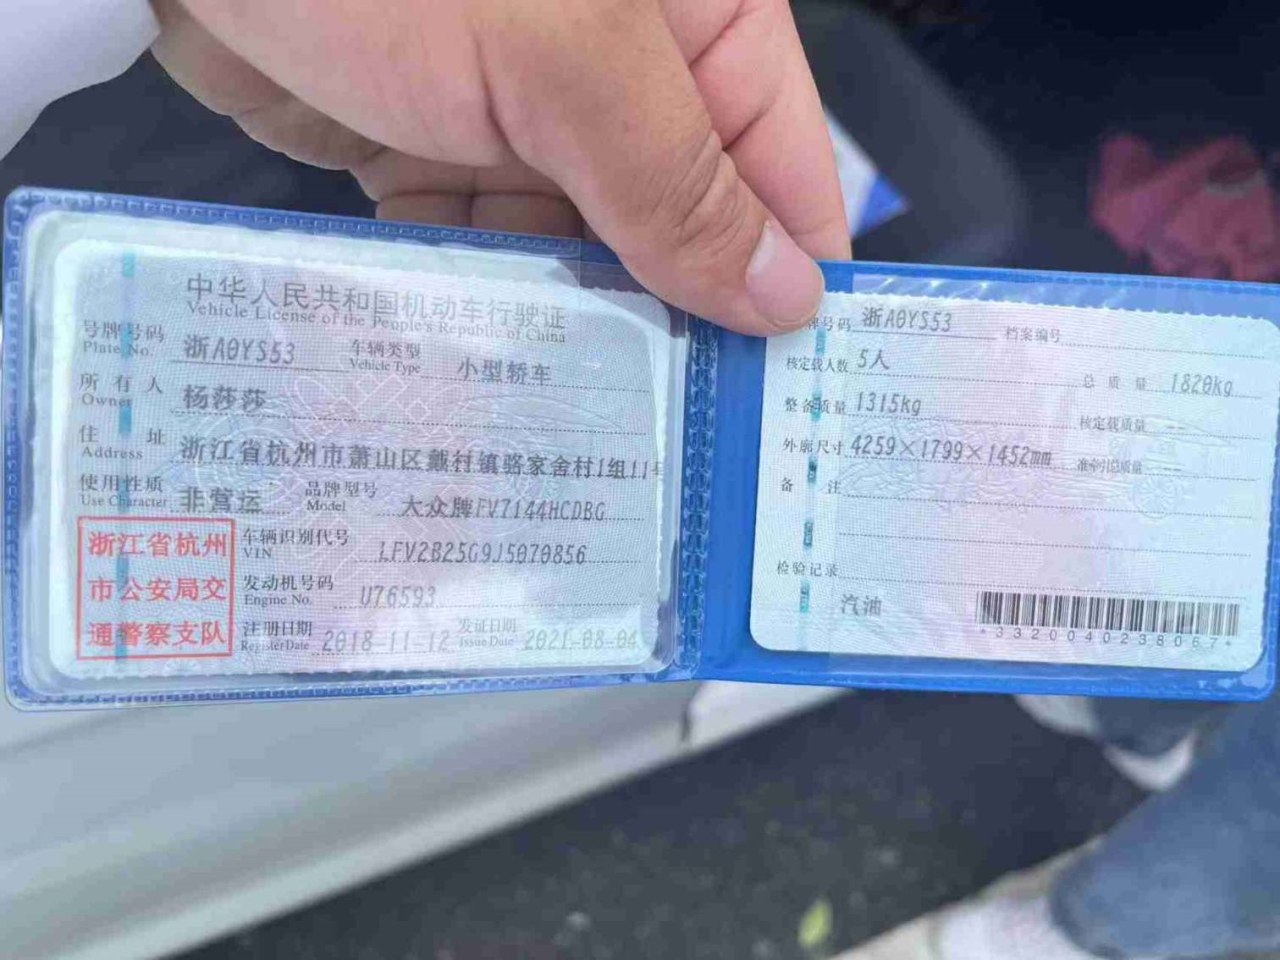 中华人民共和国机动车行驶证
Vehicle License of the People's Republic of China
号牌号码 浙A0YS53 车辆类型 小型轿车
Plate No. Vehicle Type
所有人 杨莎莎
Owner
住址 浙江省杭州市萧山区戴村镇骆家舍村1组11号
Address
使用性质 非营运 品牌型号 大众牌FV7144HCDBG
Use Character Model
浙江省杭州
市公安局交
通警察支队
车辆识别代号 LFV2B25G9J5070856
VIN
发动机号码 U76593
Engine No.
注册日期 2018-11-12 发证日期 2021-08-04
Register Date Issue Date
牌号码 浙A0YS53 档案编号
核定载人数 5人 总质量 1820kg
整备质量 1315kg 核定载质量 --
外廓尺寸 4259×1799×1452mm 准牵引总质量 --
备注
检验记录
汽油
*3320040238067*